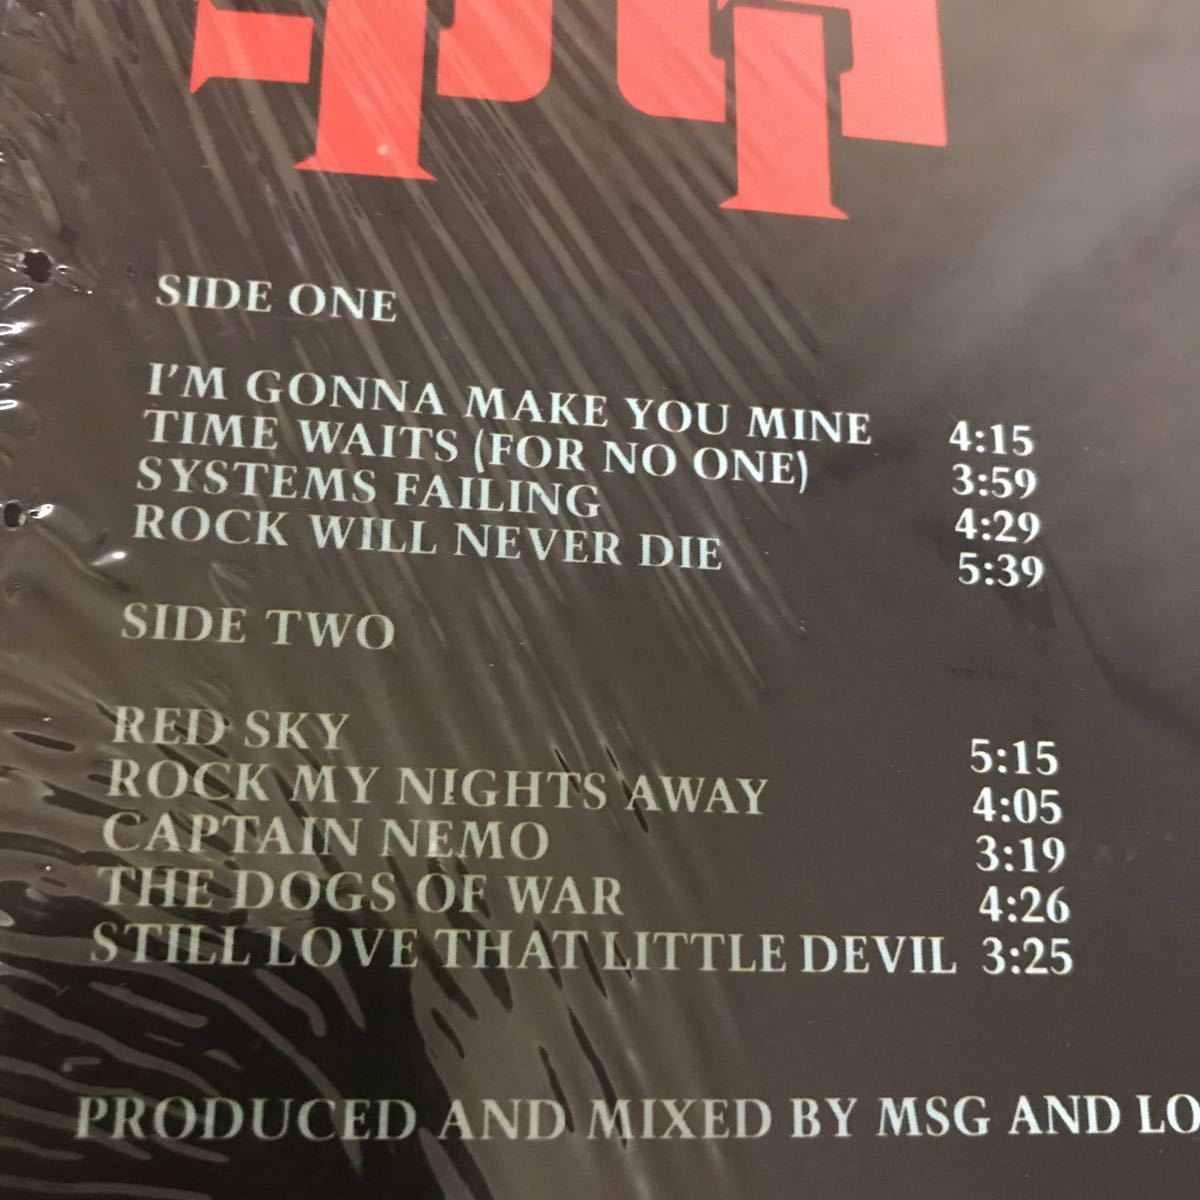 SIDE ONE
I'M GONNA MAKE YOU MINE 4:15
TIME WAITS (FOR NO ONE) 3:59
SYSTEMS FAILING 4:29
ROCK WILL NEVER DIE 5:39
SIDE TWO
RED SKY 5:15
ROCK MY NIGHTS AWAY 4:05
CAPTAIN NEMO 3:19
THE DOGS OF WAR 4:26
STILL LOVE THAT LITTLE DEVIL 3:25
PRODUCED AND MIXED BY MSG AND LO